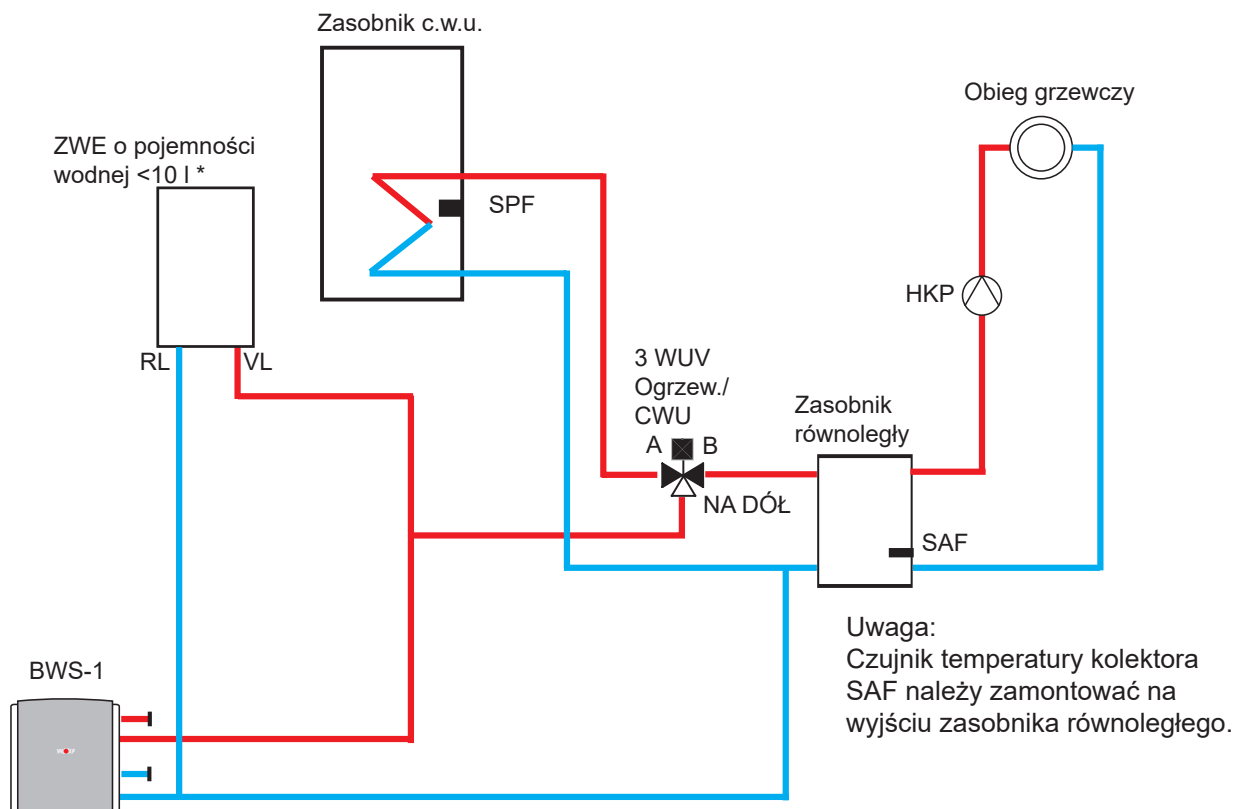 Zasobnik c.w.u.
Obieg grzewczy
ZWE o pojemności
wodnej <10 l *
SPF
HKP
RL
VL
3 WUV
Ogrzew./
CWU
A
B
Zasobnik
równoległy
NA DÓŁ
SAF
Uwaga:
Czujnik temperatury kolektora
SAF należy zamontować na
wyjściu zasobnika równoległego.
BWS-1